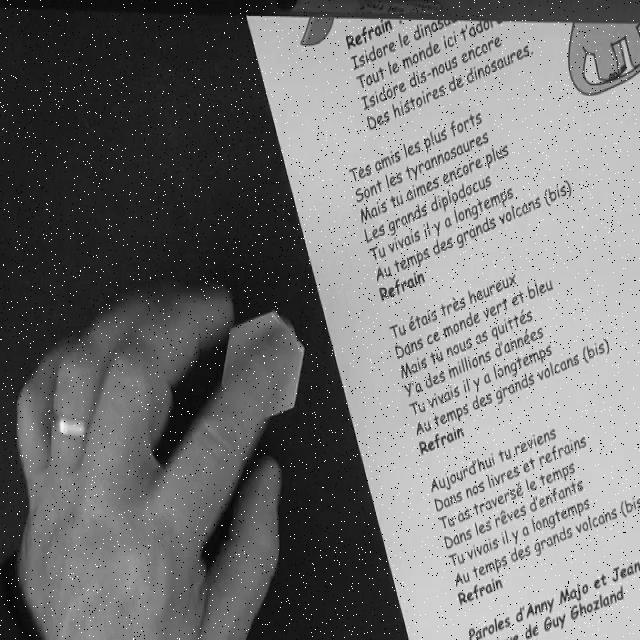 Refrain
Isidore le dinosau
Tout le monde ici t'ador
Isidore dis-nous encore
Des histoires de dinosaures.
Tes amis les plus forts
Sont les tyrannosaures
Mais tu aimes encore plus
Les grands diplodocus
Tu vivais il y a longtemps
Au temps des grands volcans (bis)
Refrain
Tu étais très heureux
Dans ce monde vert et bleu
Mais tu nous as quittés
Y'a des millions d'années
Tu vivais il y a longtemps
Au temps des grands volcans (bis)
Refrain
Aujourd'hui tu reviens
Dans nos livres et refrains
Tu as traversé le temps
Dans les rêves d'enfants
Tu vivais il y a longtemps
Au temps des grands volcans (bis
Refrain
Paroles d'Anny Majo et Jean
de Guy Ghozland